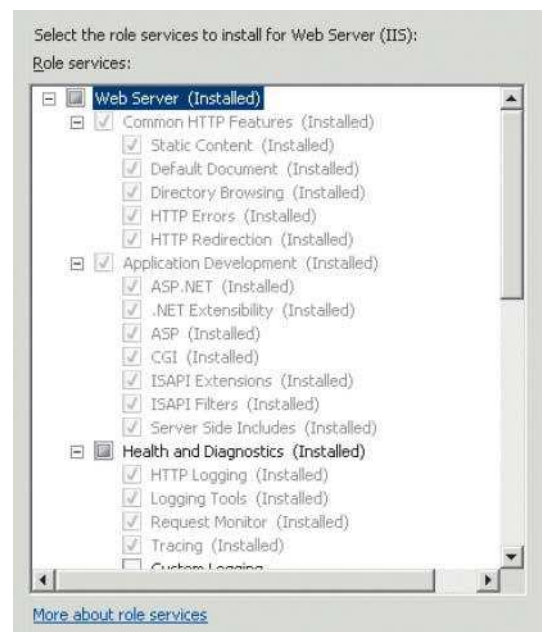 Select the role services to install for Web Server (IIS):
Role services:
Web Server (Installed)
Common HTTP Features (Installed)
Static Content (Installed)
Default Document (Installed)
Directory Browsing (Installed)
HTTP Errors (Installed)
HTTP Redirection (Installed)
Application Development (Installed)
ASP.NET (Installed)
.NET Extensibility (Installed)
ASP (Installed)
CGI (Installed)
ISAPI Extensions (Installed)
ISAPI Filters (Installed)
Server Side Includes (Installed)
Health and Diagnostics (Installed)
HTTP Logging (Installed)
Logging Tools (Installed)
Request Monitor (Installed)
Tracing (Installed)
Custom Logging
More about role services